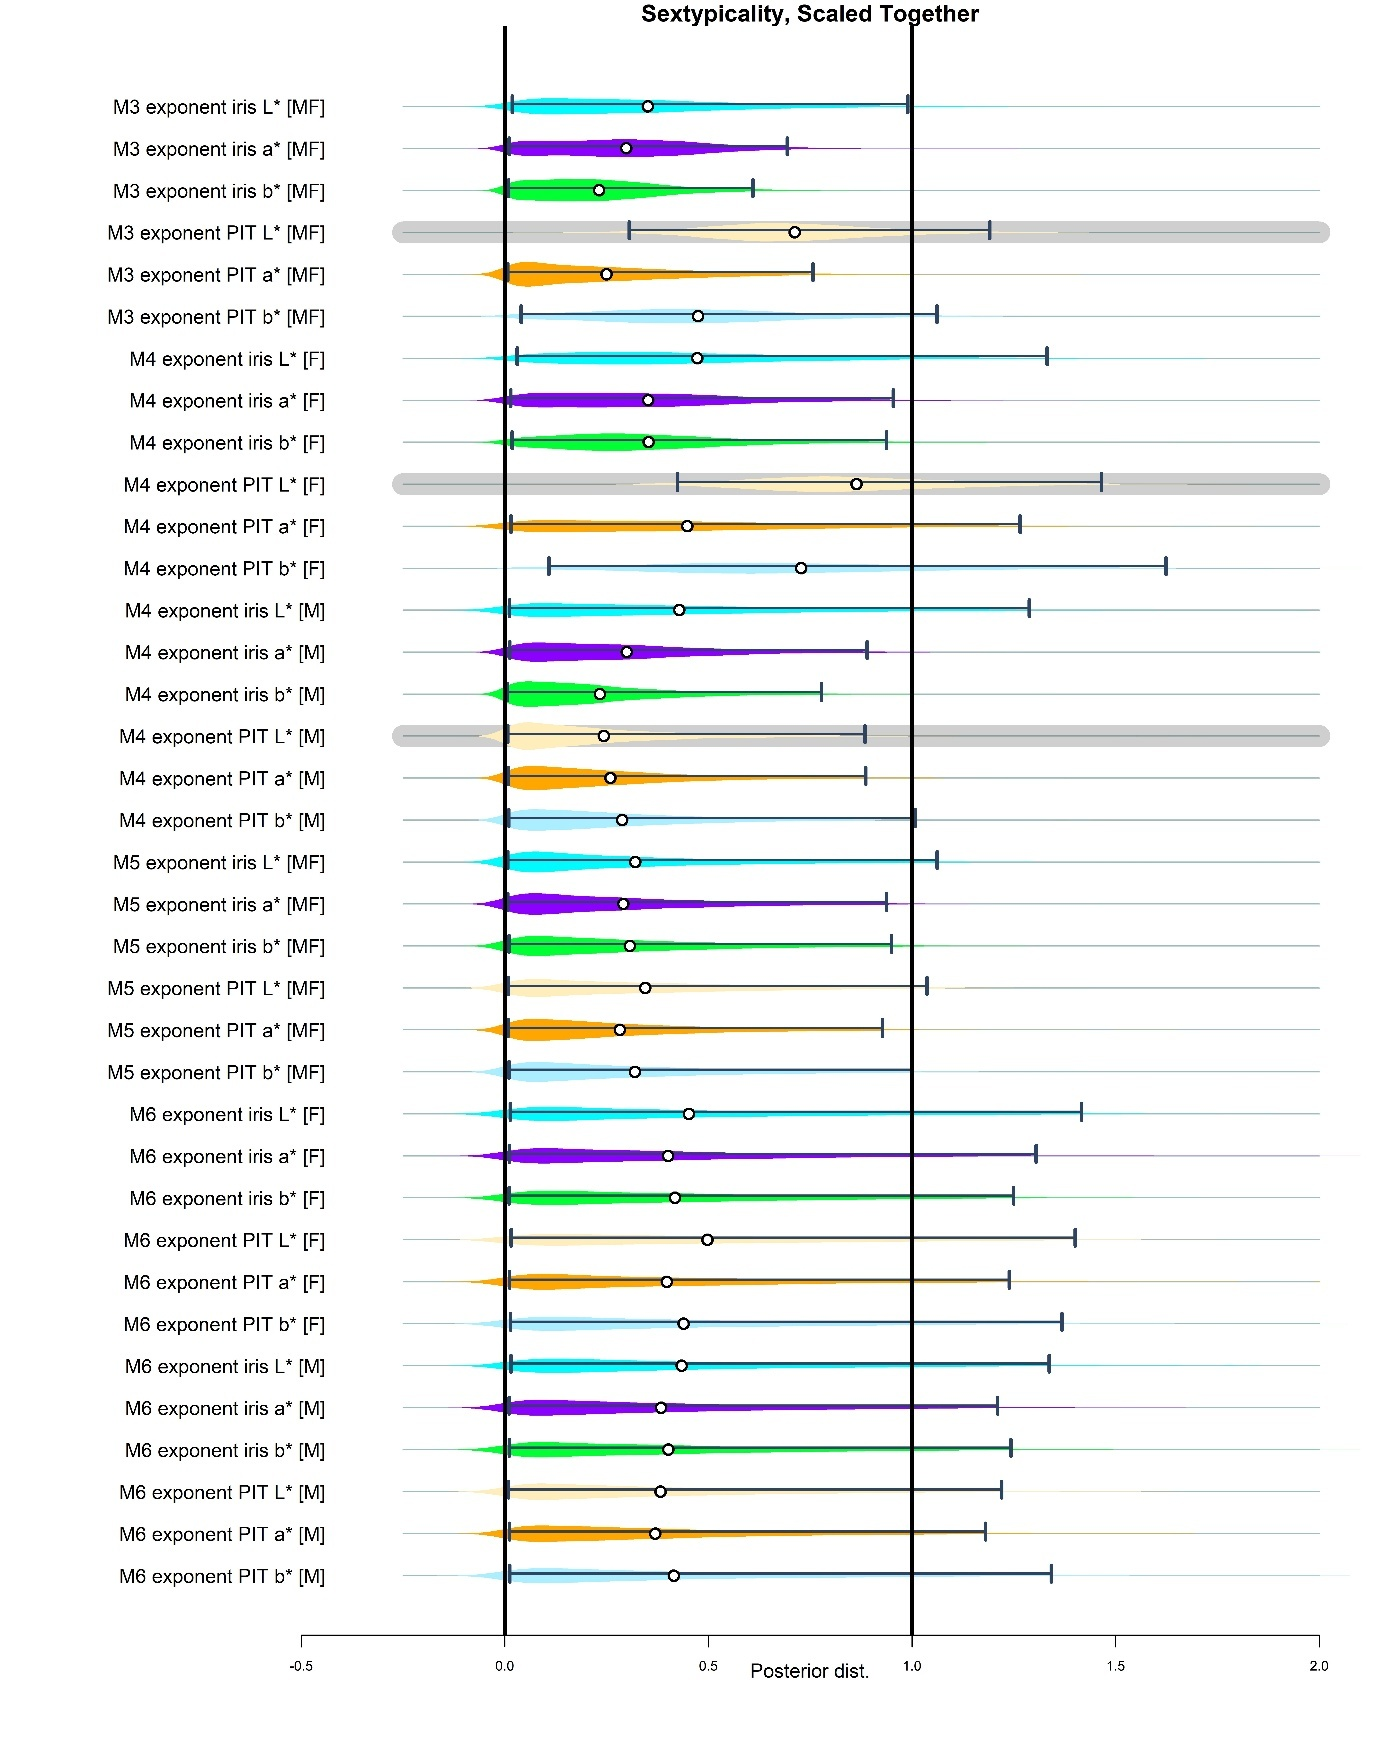 Sextypicality, Scaled Together
M3 exponent iris L* [MF]
M3 exponent iris a* [MF]
M3 exponent iris b* [MF]
M3 exponent PIT L* [MF]
M3 exponent PIT a* [MF]
M3 exponent PIT b* [MF]
M4 exponent iris L* [F]
M4 exponent iris a* [F]
M4 exponent iris b* [F]
M4 exponent PIT L* [F]
M4 exponent PIT a* [F]
M4 exponent PIT b* [F]
M4 exponent iris L* [M]
M4 exponent iris a* [M]
M4 exponent iris b* [M]
M4 exponent PIT L* [M]
M4 exponent PIT a* [M]
M4 exponent PIT b* [M]
M5 exponent iris L* [MF]
M5 exponent iris a* [MF]
M5 exponent iris b* [MF]
M5 exponent PIT L* [MF]
M5 exponent PIT a* [MF]
M5 exponent PIT b* [MF]
M6 exponent iris L* [F]
M6 exponent iris a* [F]
M6 exponent iris b* [F]
M6 exponent PIT L* [F]
M6 exponent PIT a* [F]
M6 exponent PIT b* [F]
M6 exponent iris L* [M]
M6 exponent iris a* [M]
M6 exponent iris b* [M]
M6 exponent PIT L* [M]
M6 exponent PIT a* [M]
M6 exponent PIT b* [M]
-0.5 0.0 0.5 1.0 1.5 2.0
Posterior dist.